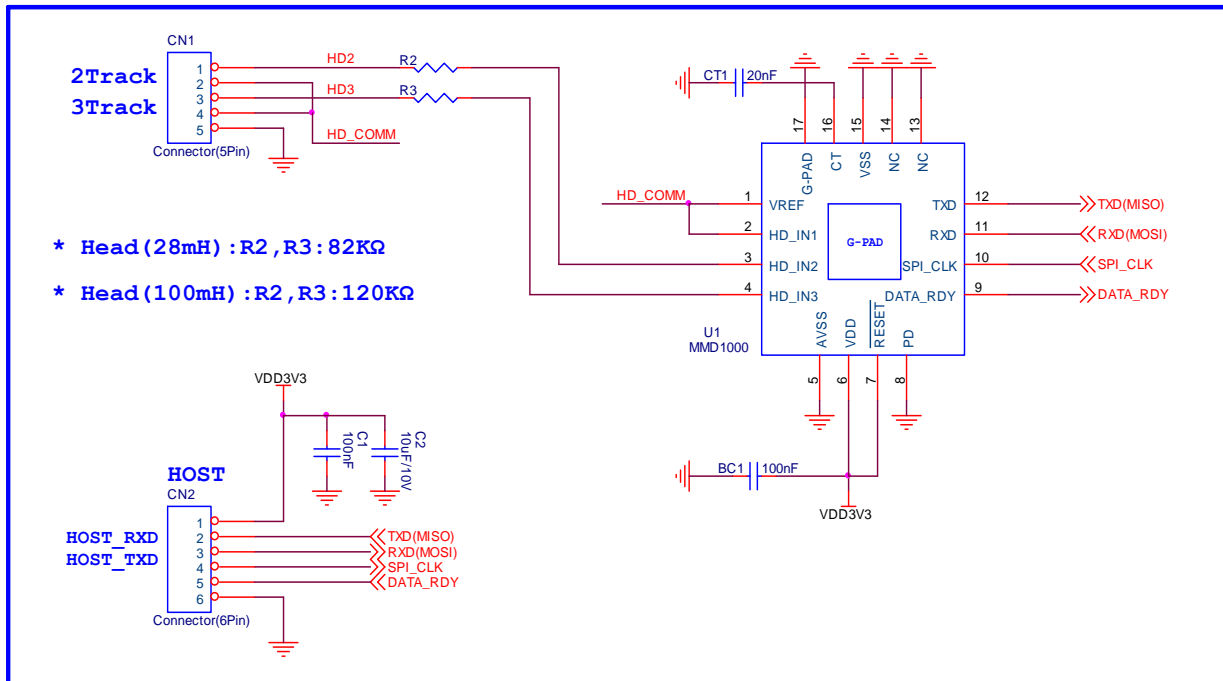 CN1
2Track
3Track
1
2
3
4
5
Connector(5Pin)
HD2
R2
HD3
R3
HD_COMM
* Head(28mH):R2,R3:82KΩ
* Head(100mH):R2,R3:120KΩ
CT1
20nF
17
16
15
14
13
G-PAD
CT
VSS
NC
NC
HD_COMM
1
VREF
2
HD_IN1
3
HD_IN2
4
HD_IN3
G-PAD
TXD
12
TXD(MISO)
RXD
11
RXD(MOSI)
SPI_CLK
10
SPI_CLK
DATA_RDY
9
DATA_RDY
U1
MMD1000
AVSS
VDD
RESET
PD
5
6
7
8
BC1
100nF
VDD3V3
VDD3V3
C1
100nF
C2
10uF/10V
HOST
CN2
HOST_RXD
HOST_TXD
1
2
3
4
5
6
TXD(MISO)
RXD(MOSI)
SPI_CLK
DATA_RDY
Connector(6Pin)